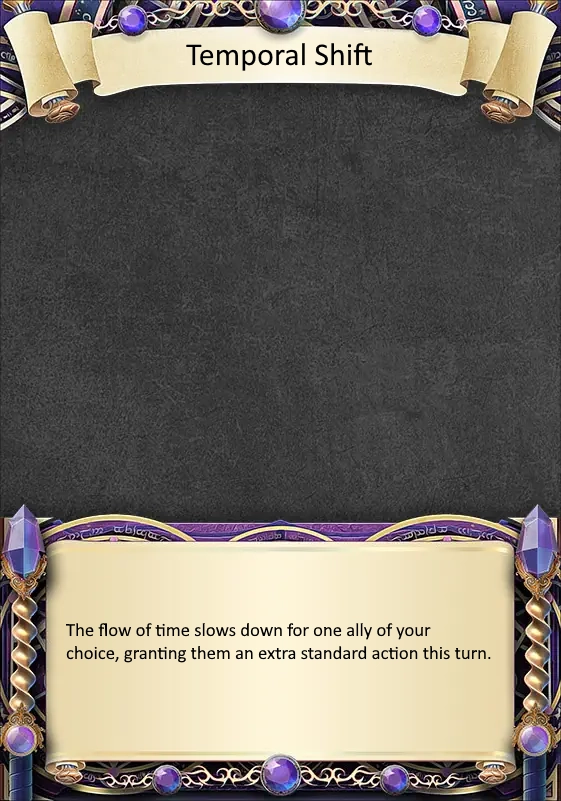 Temporal Shift
The flow of time slows down for one ally of your
choice, granting them an extra standard action this turn.